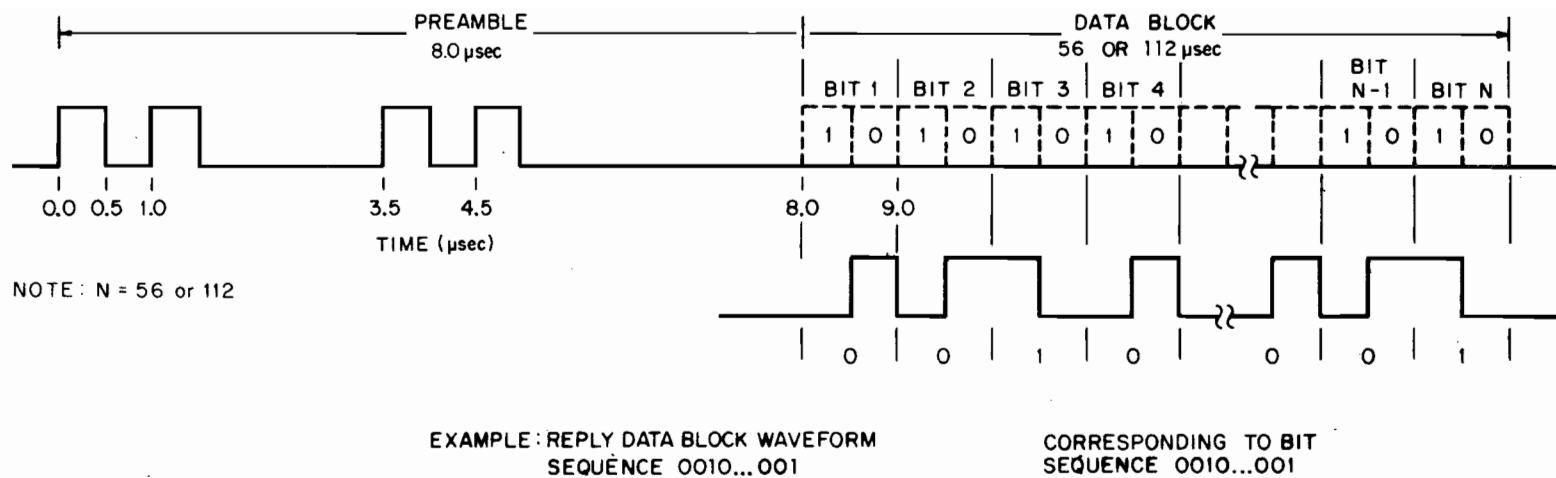 PREAMBLE
8.0 µsec
DATA BLOCK
56 OR 112 µsec
BIT 1 BIT 2 BIT 3 BIT 4 BIT N-1 BIT N
1 0 1 0 1 0 1 0 1 0 1 0
0.0 0.5 1.0 3.5 4.5 8.0 9.0
TIME (µsec)
NOTE: N = 56 or 112
0 0 1 0 0 0 1
EXAMPLE: REPLY DATA BLOCK WAVEFORM
SEQUENCE 0010...001
CORRESPONDING TO BIT
SEQUENCE 0010...001